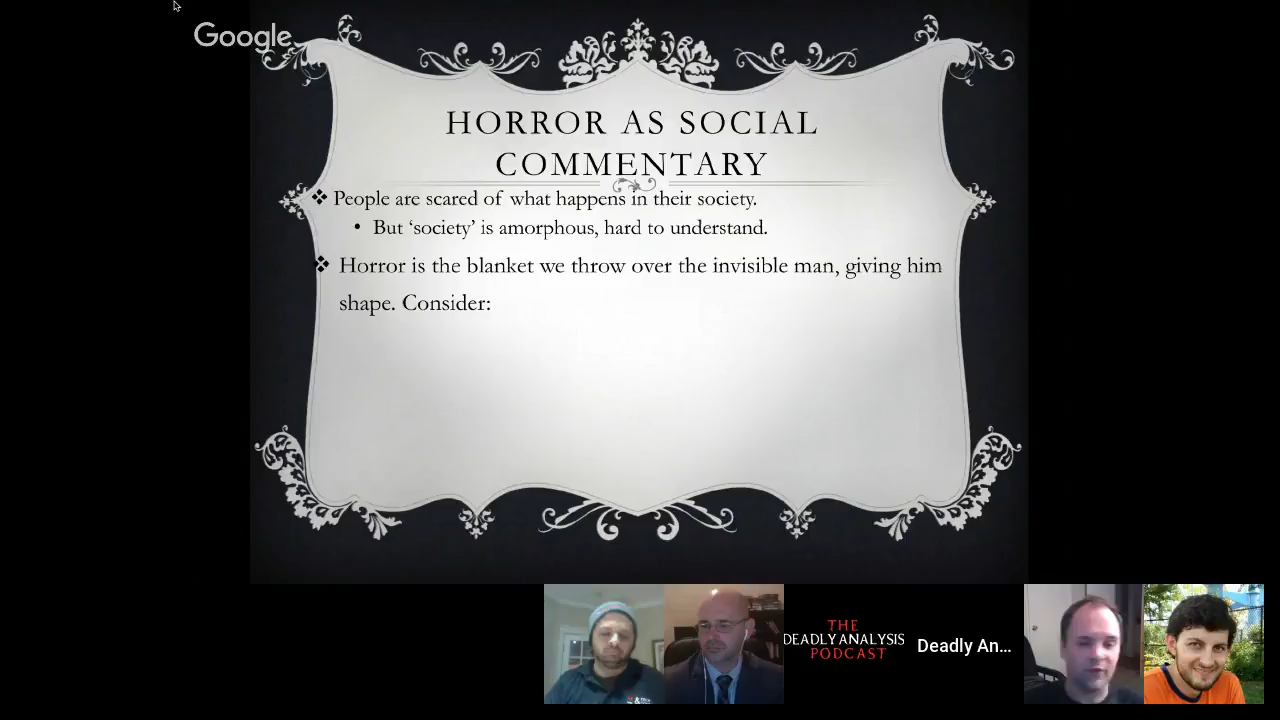 Google
HORROR AS SOCIAL
COMMENTARY
❖ People are scared of what happens in their society.
• But ‘society’ is amorphous, hard to understand.
❖ Horror is the blanket we throw over the invisible man, giving him
shape. Consider:
THE
DEADLY ANALYSIS
PODCAST
Deadly An...